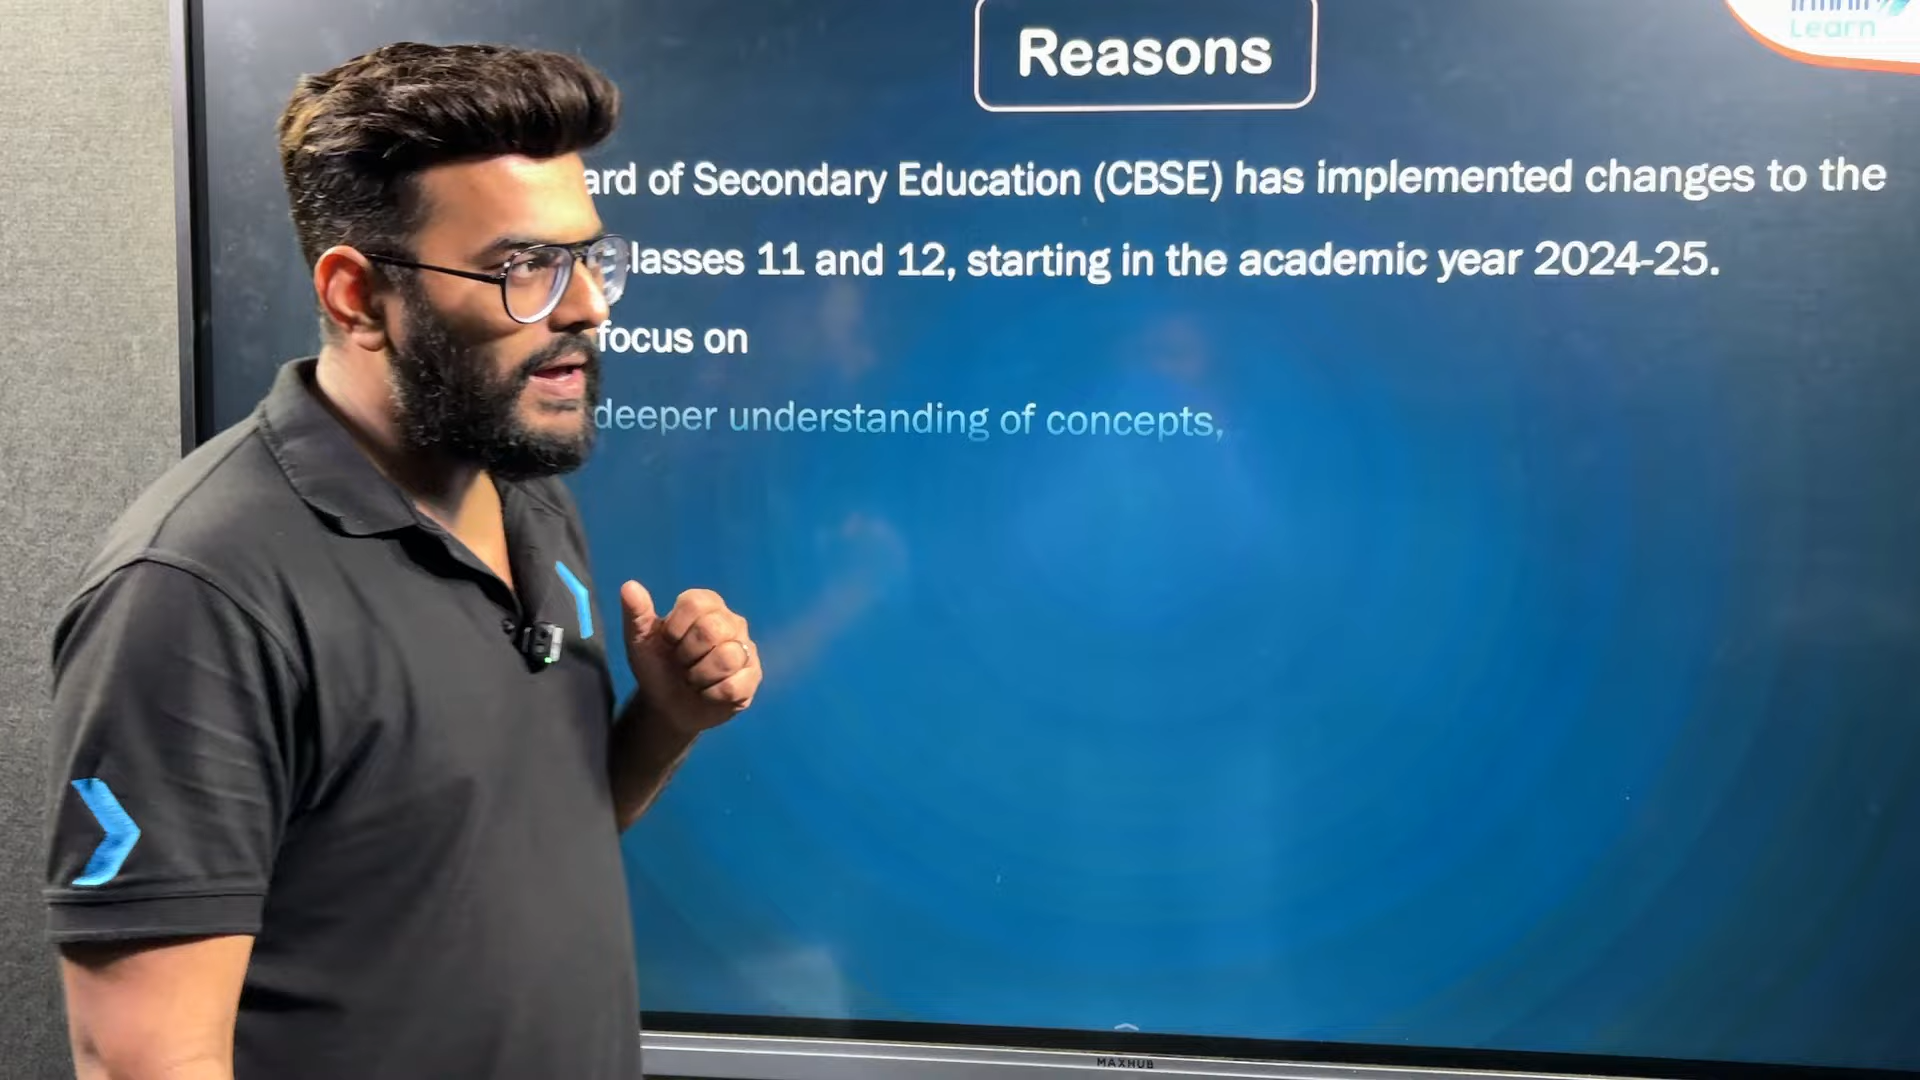 Reasons
Learn
ard of Secondary Education (CBSE) has implemented changes to the
lasses 11 and 12, starting in the academic year 2024-25.
focus on
deeper understanding of concepts,
MAXHUB